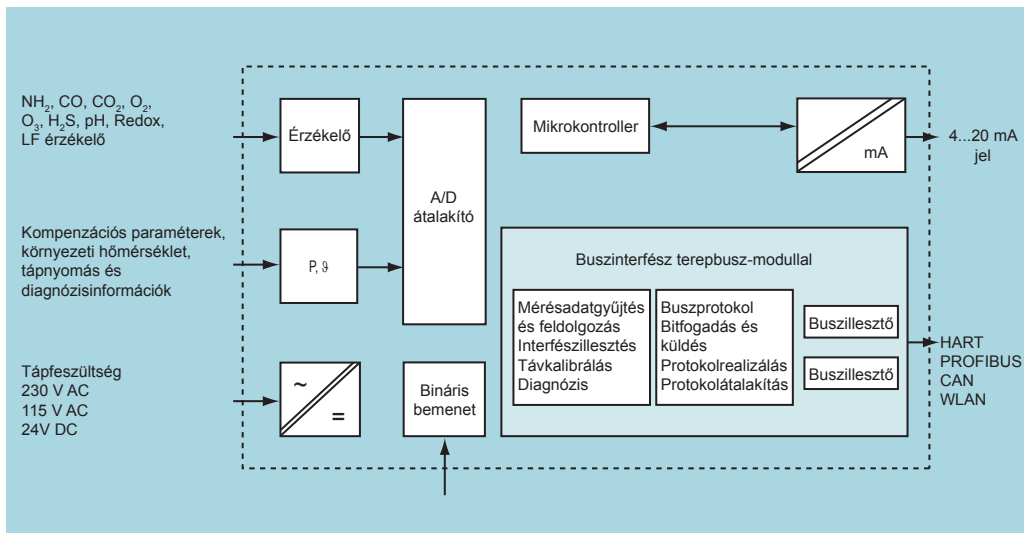 NH₂, CO, CO₂, O₂,
O₃, H₂S, pH, Redox,
LF érzékelő
Érzékelő
A/D
átalakító
Mikrokontroller
mA
4...20 mA
jel
Kompenzációs paraméterek,
környezeti hőmérséklet,
tápnyomás és
diagnózisinformációk
P, ϑ
Buszinterfész terepbusz-modullal
Mérésadatgyűjtés
és feldolgozás
Interfészillesztés
Távkalibrálás
Diagnózis
Buszprotokol
Bitfogadás és
küldés
Protokolrealizálás
Protokolátalakítás
Buszillesztő
Buszillesztő
HART
PROFIBUS
CAN
WLAN
Tápfeszültség
230 V AC
115 V AC
24V DC
~
=
Bináris
bemenet